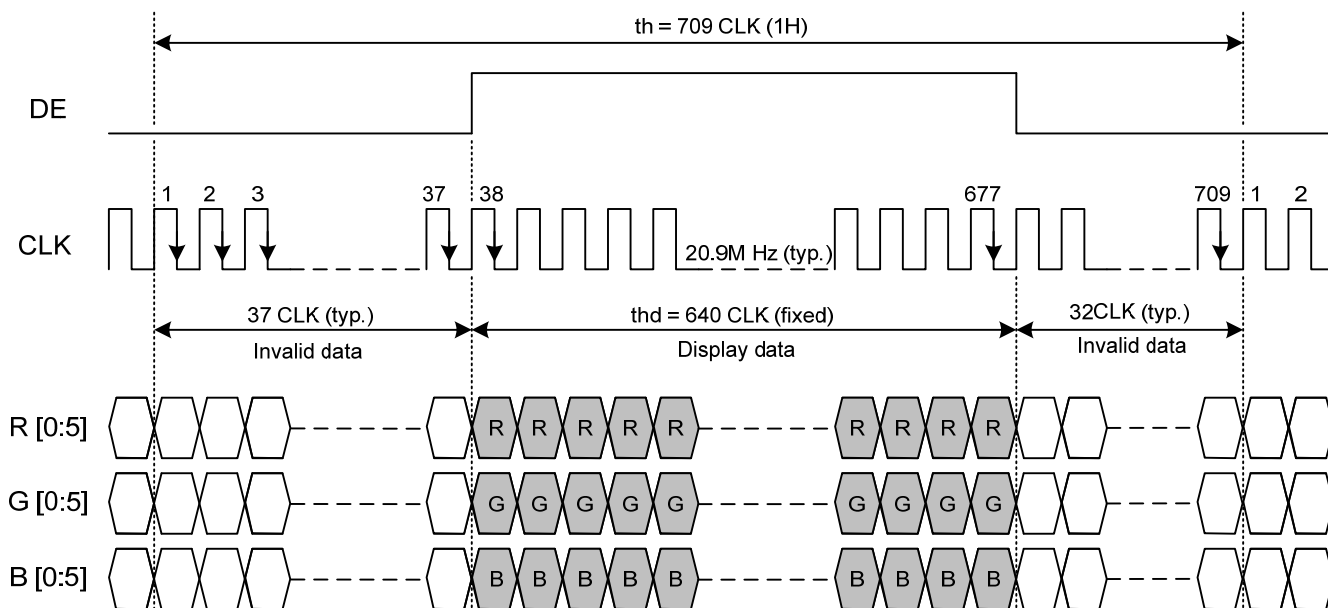 th = 709 CLK (1H)
DE
1 2 3 37 38 677 709 1 2
CLK
20.9M Hz (typ.)
37 CLK (typ.) thd = 640 CLK (fixed) 32CLK (typ.)
Invalid data Display data Invalid data
R [0:5] R R R R R R R R R
G [0:5] G G G G G G G G G
B [0:5] B B B B B B B B B